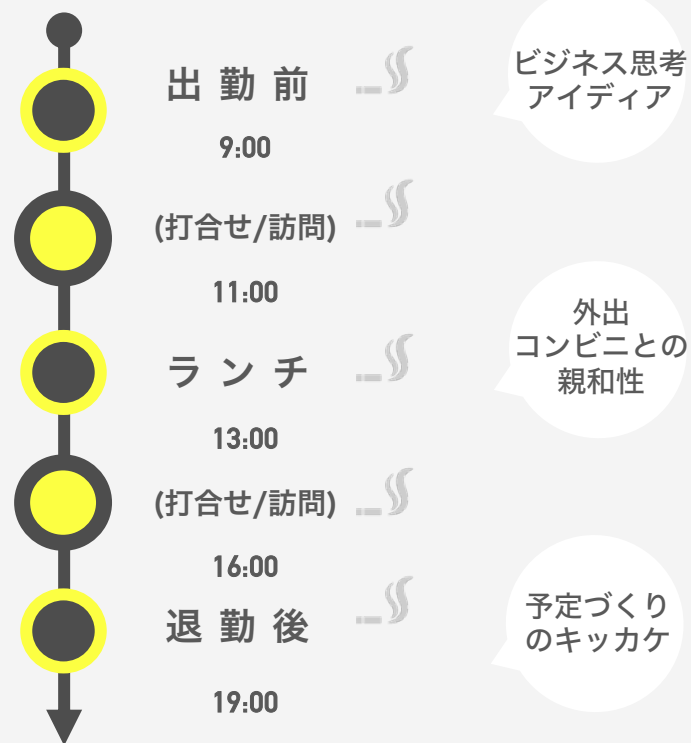 出勤前
9:00
ビジネス思考
アイディア
(打合せ/訪問)
11:00
外出
コンビニとの
親和性
ランチ
13:00
(打合せ/訪問)
16:00
予定づくり
のキッカケ
退勤後
19:00